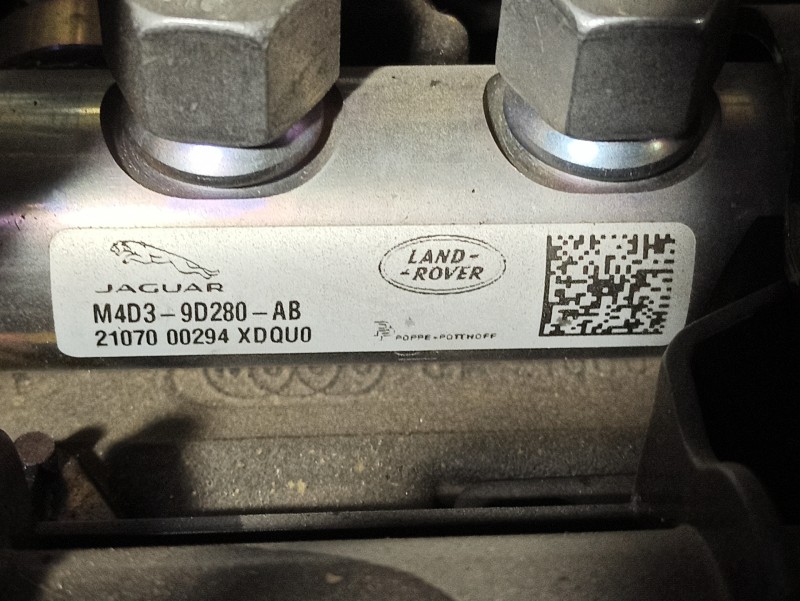 JAGUAR
LAND-
-ROVER
M4D3-9D280-AB
21070 00294 XDQU0
POPPE+POTTHOFF